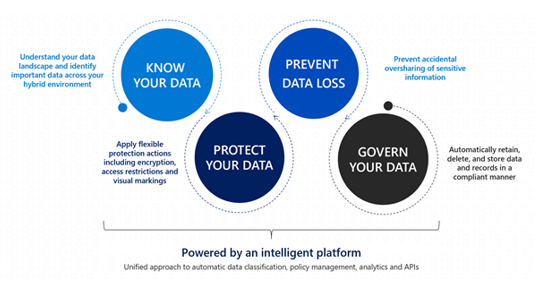 Understand your data
landscape and identify
important data across your
hybrid environment
KNOW
YOUR DATA
Apply flexible
protection actions
including encryption,
access restrictions and
visual markings
PROTECT
YOUR DATA
PREVENT
DATA LOSS
Prevent accidental
oversharing of sensitive
information
GOVERN
YOUR DATA
Automatically retain,
delete, and store data
and records in a
compliant manner
Powered by an intelligent platform
Unified approach to automatic data classification, policy management, analytics and APIs